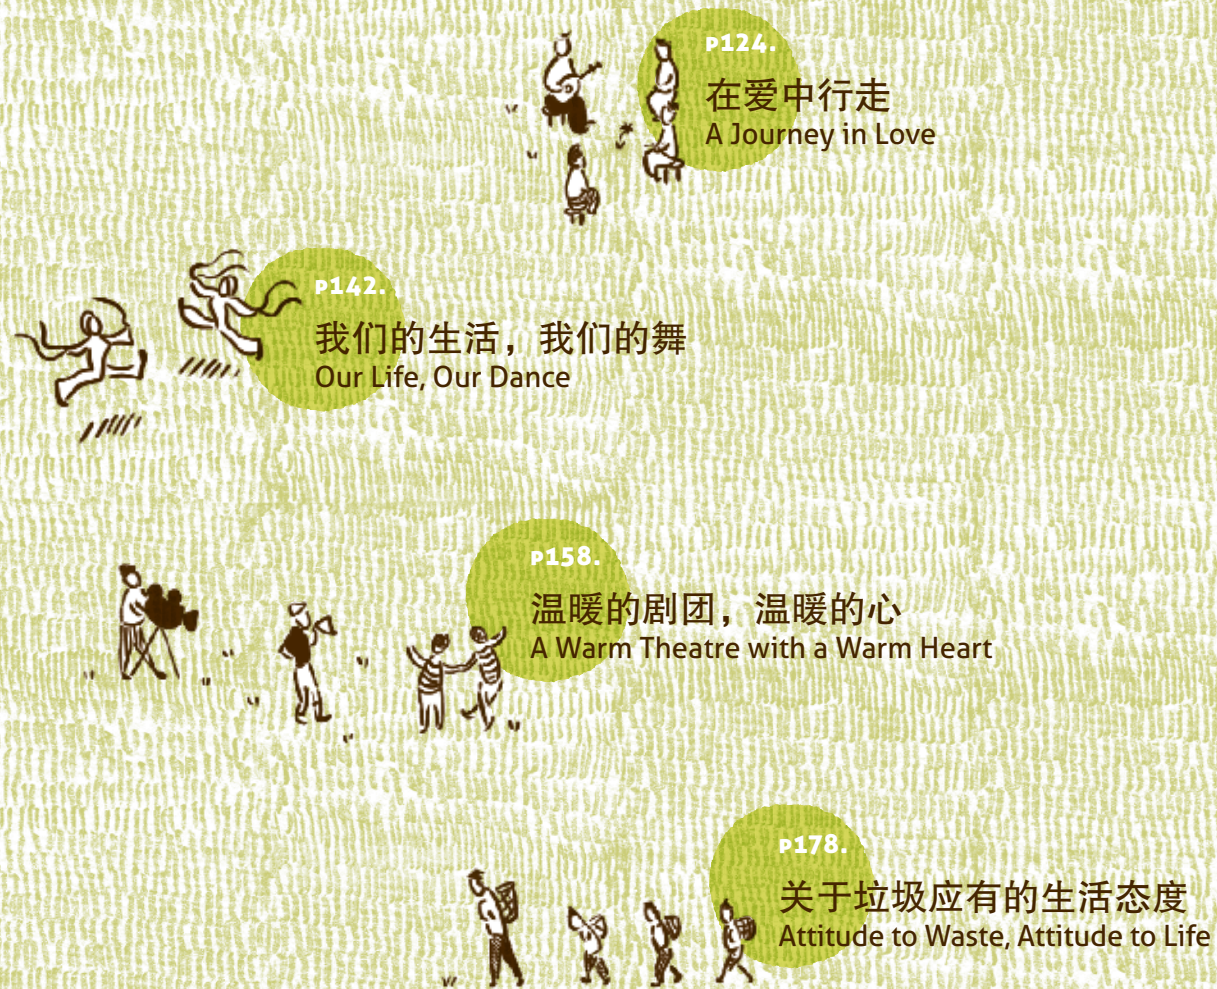 P124.
在爱中行走
A Journey in Love
P142.
我们的生活，我们的舞
Our Life, Our Dance
P158.
温暖的剧团，温暖的心
A Warm Theatre with a Warm Heart
P178.
关于垃圾应有的生活态度
Attitude to Waste, Attitude to Life